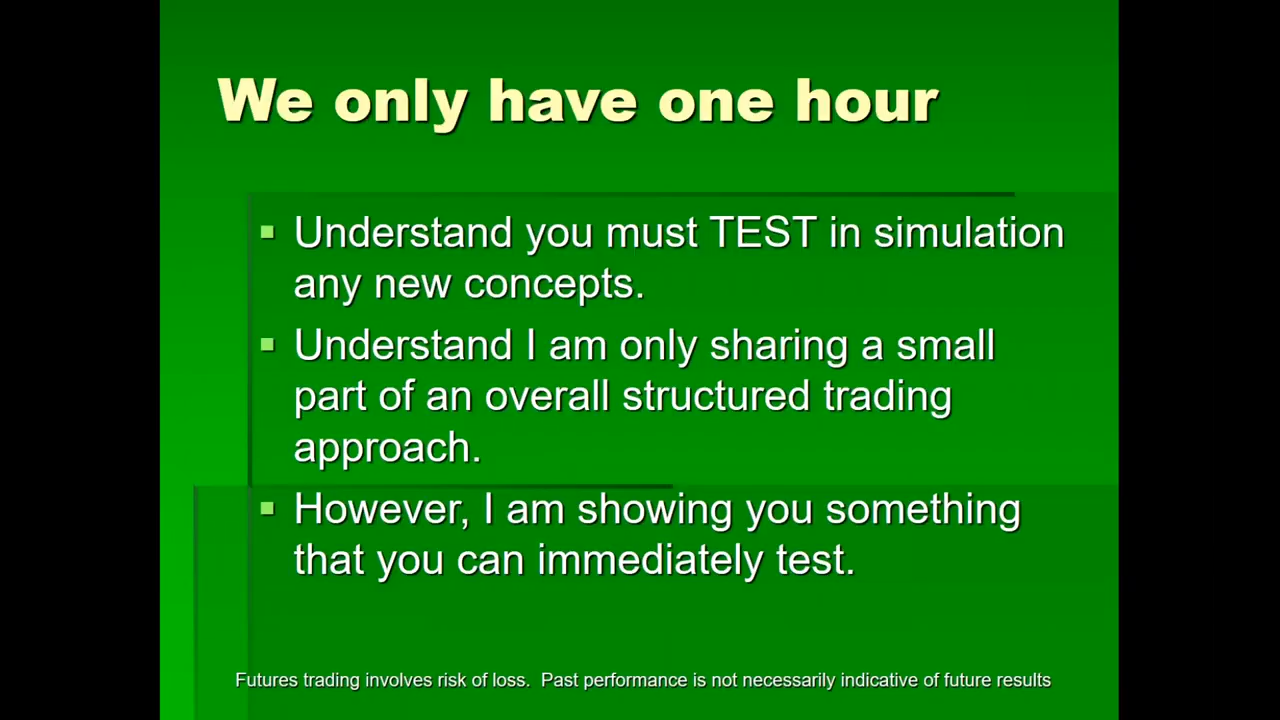 We only have one hour
Understand you must TEST in simulation
any new concepts.
Understand I am only sharing a small
part of an overall structured trading
approach.
However, I am showing you something
that you can immediately test.
Futures trading involves risk of loss.  Past performance is not necessarily indicative of future results